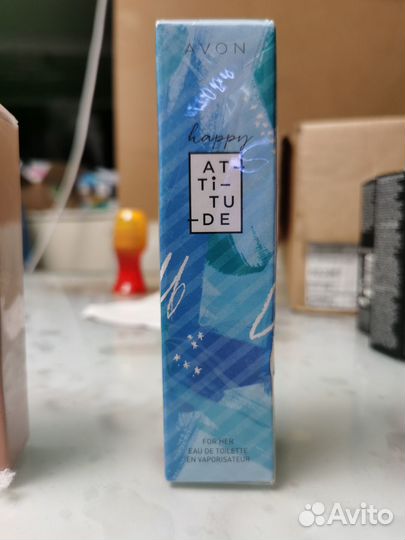 AVON
happy
AT
Ti-
TU
-DE
FOR HER
EAU DE TOILETTE
EN VAPORISATEUR
Avito